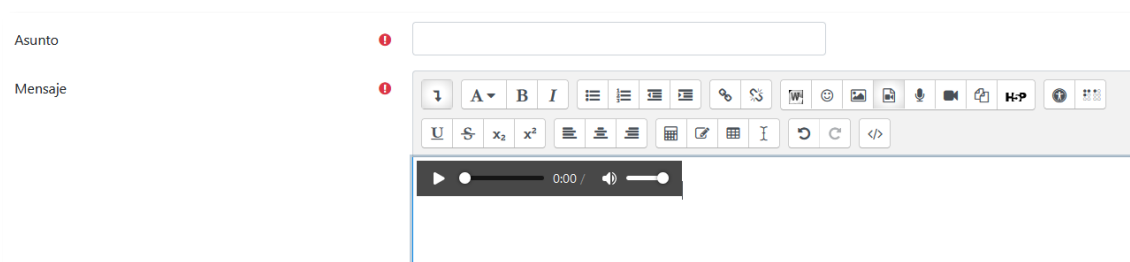 Asunto
Mensaje
A B I W H-P
U S x₂ x² </>
0:00 /